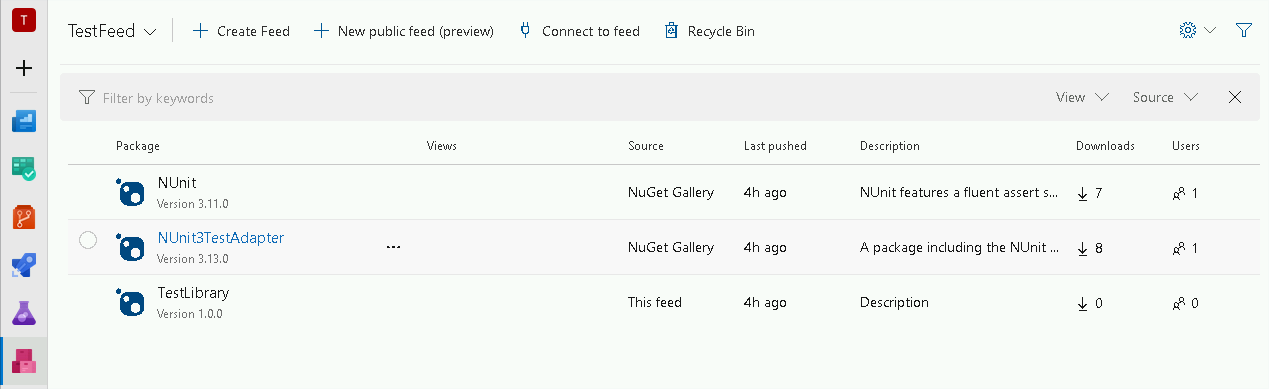 T
TestFeed
Create Feed
New public feed (preview)
Connect to feed
Recycle Bin
Filter by keywords
View
Source
Package Views Source Last pushed Description Downloads Users
NUnit
Version 3.11.0
NuGet Gallery 4h ago NUnit features a fluent assert s... 7 1
NUnit3TestAdapter
Version 3.13.0
... NuGet Gallery 4h ago A package including the NUnit ... 8 1
TestLibrary
Version 1.0.0
This feed 4h ago Description 0 0